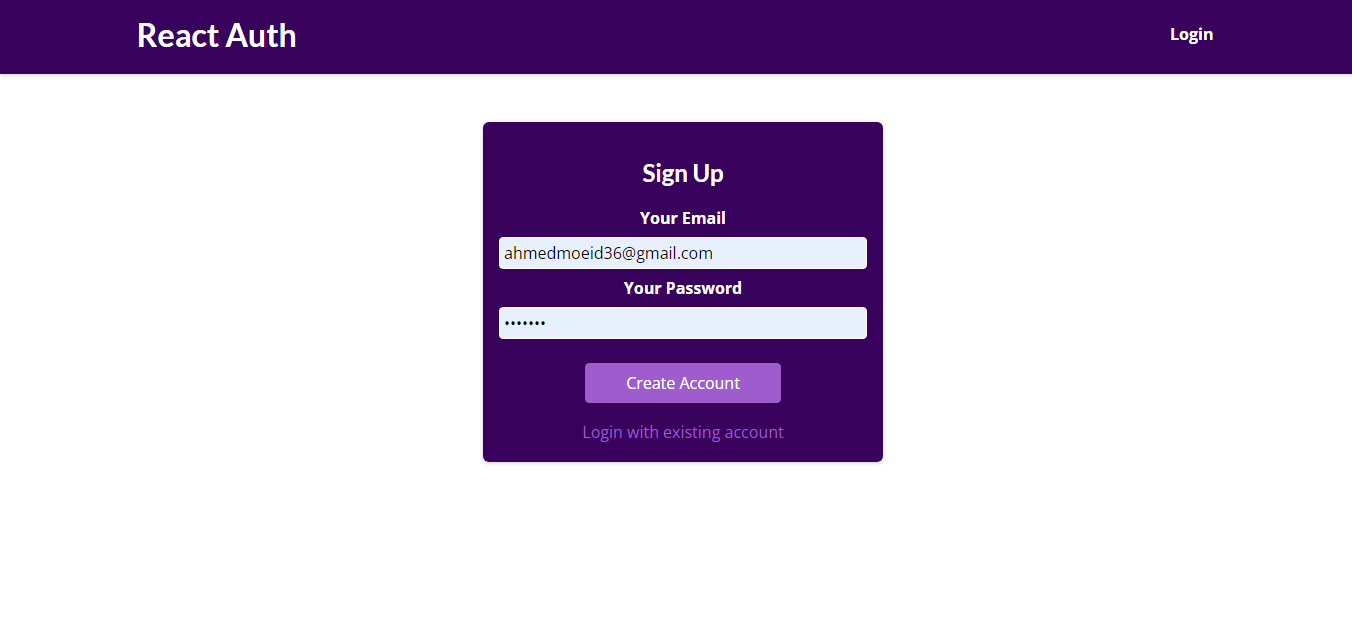 React Auth
Login
Sign Up
Your Email
ahmedmoeid36@gmail.com
Your Password
•••••••
Create Account
Login with existing account